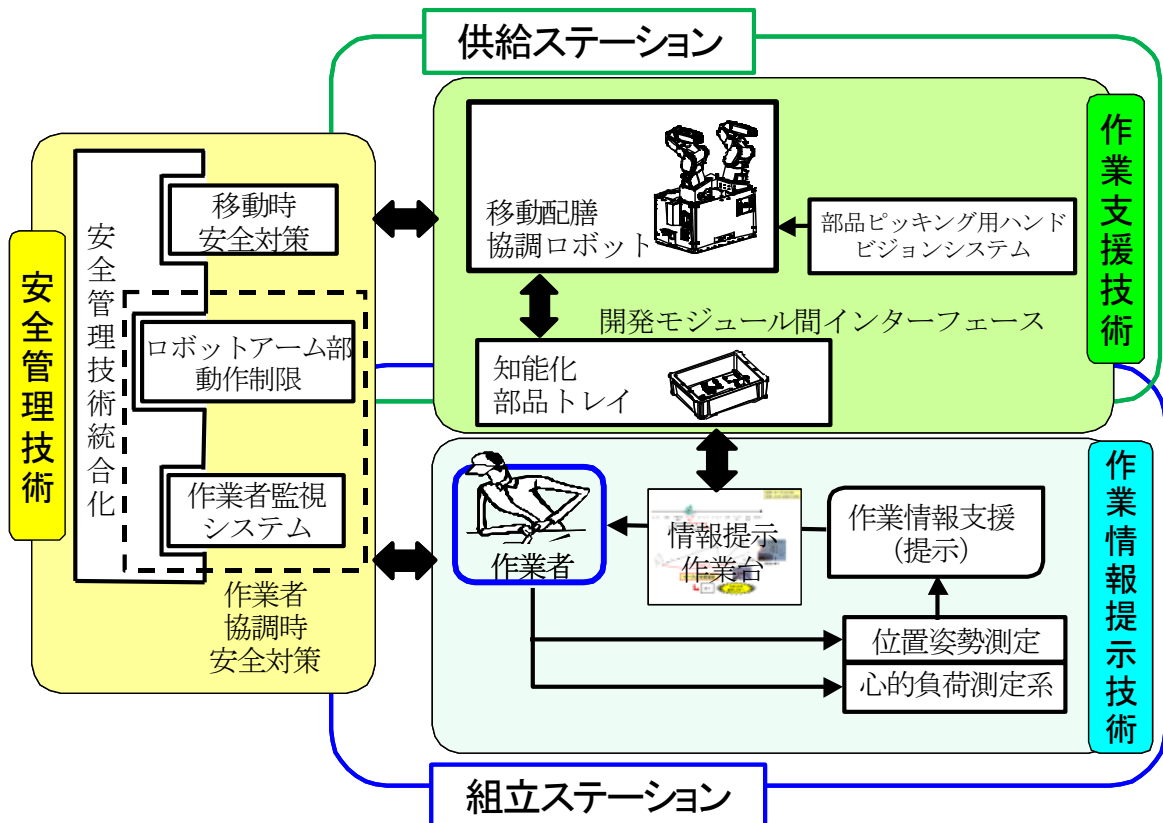 供給ステーション
安全管理技術
安全管理技術統合化
移動時
安全対策
ロボットアーム部
動作制限
作業者監視
システム
作業者
協調時
安全対策
作業支援技術
移動配膳
協調ロボット
部品ピッキング用ハンド
ビジョンシステム
開発モジュール間インターフェース
知能化
部品トレイ
作業情報提示技術
作業者
情報提示
作業台
作業情報支援
(提示)
位置姿勢測定
心的負荷測定系
組立ステーション